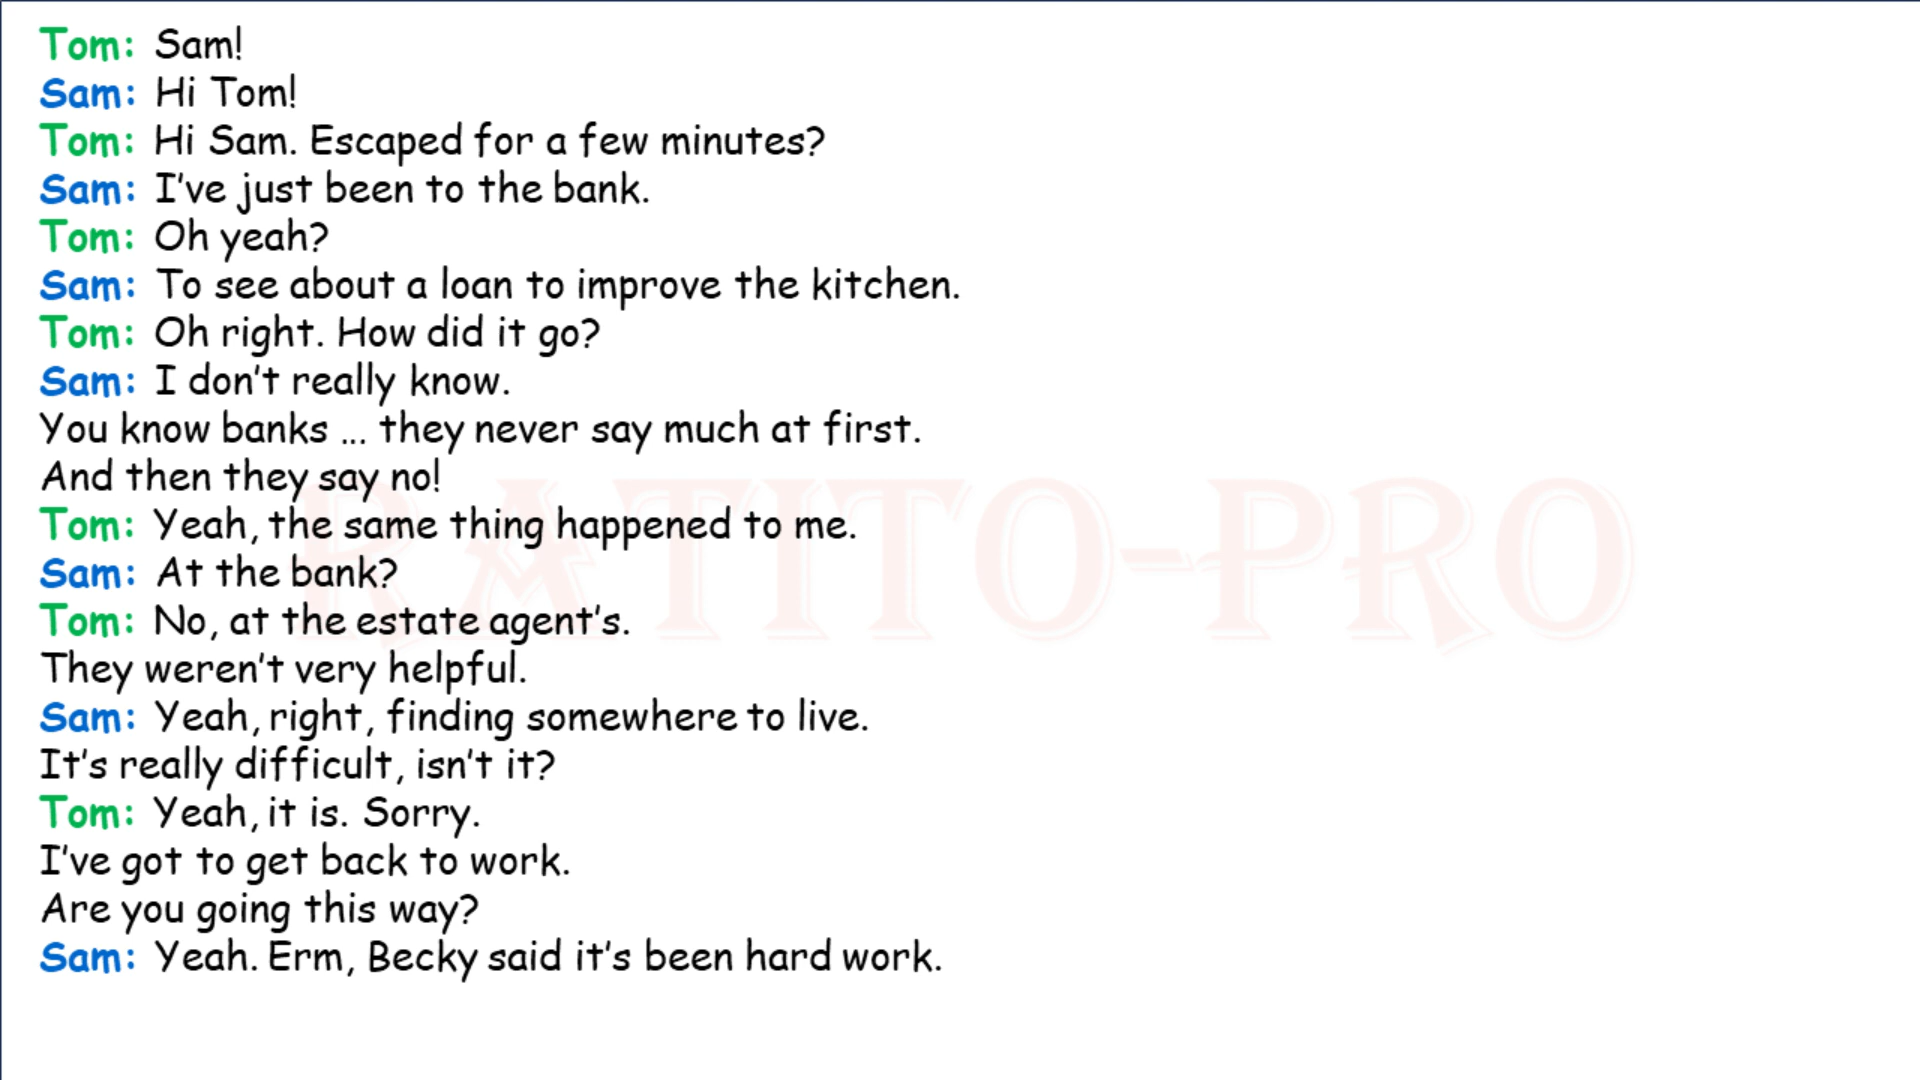 Tom: Sam!
Sam: Hi Tom!
Tom: Hi Sam. Escaped for a few minutes?
Sam: I've just been to the bank.
Tom: Oh yeah?
Sam: To see about a loan to improve the kitchen.
Tom: Oh right. How did it go?
Sam: I don't really know.
You know banks ... they never say much at first.
And then they say no!
Tom: Yeah, the same thing happened to me.
Sam: At the bank?
Tom: No, at the estate agent's.
They weren't very helpful.
Sam: Yeah, right, finding somewhere to live.
It's really difficult, isn't it?
Tom: Yeah, it is. Sorry.
I've got to get back to work.
Are you going this way?
Sam: Yeah. Erm, Becky said it's been hard work.
RATITO-PRO